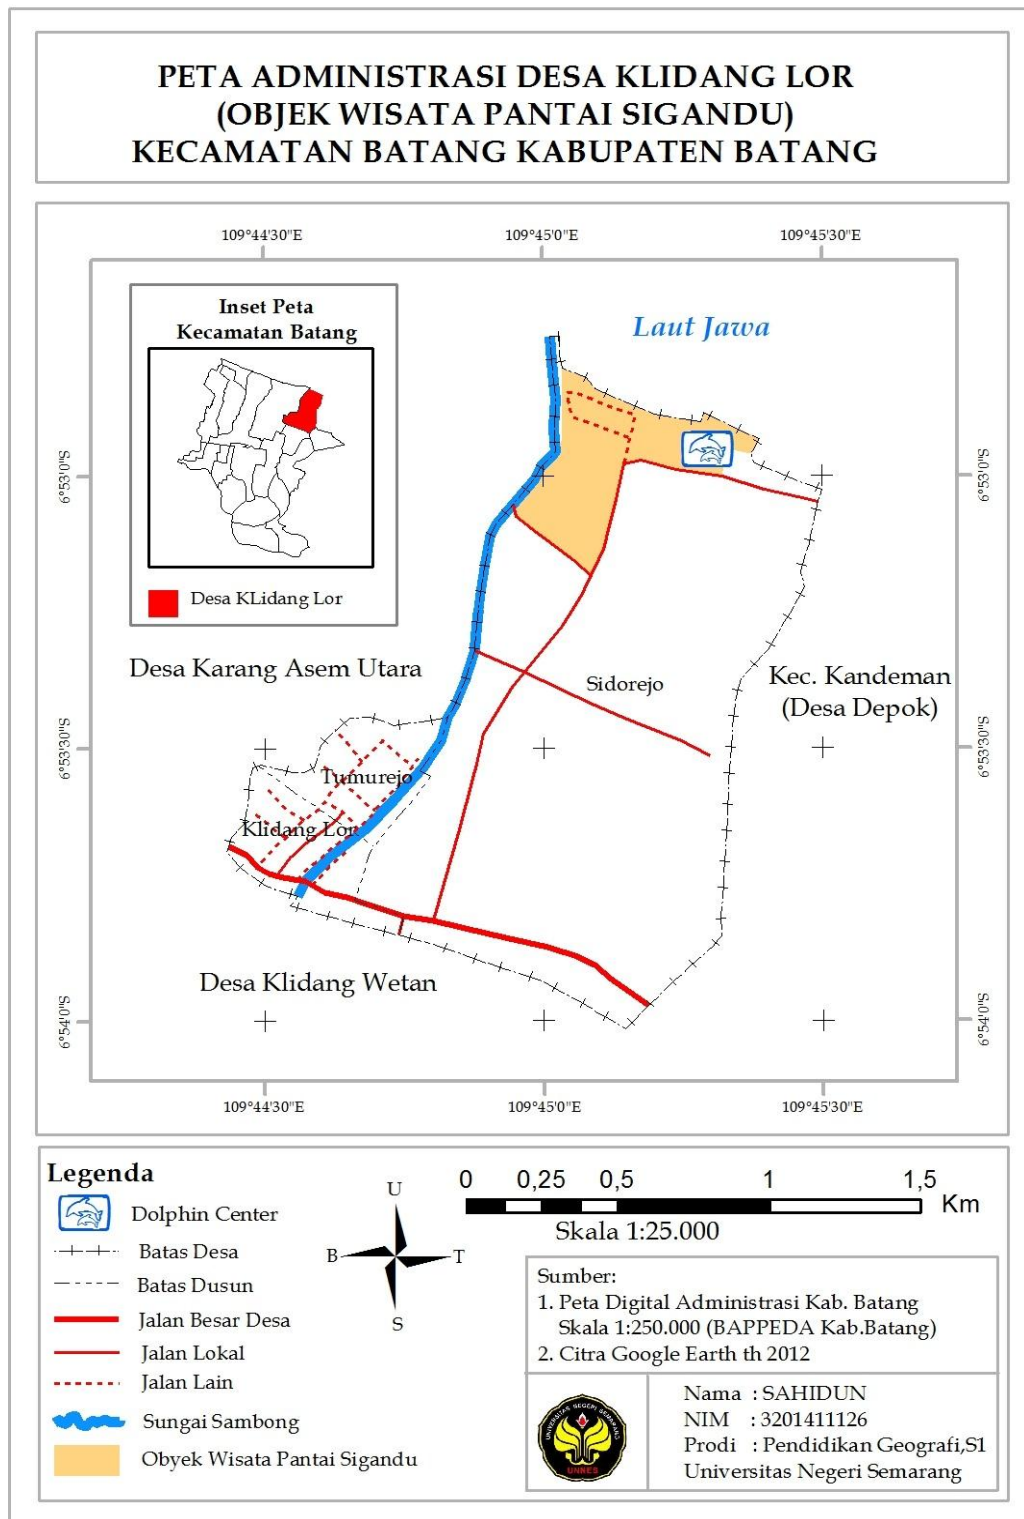 PETA ADMINISTRASI DESA KLIDANG LOR
(OBJEK WISATA PANTAI SIGANDU)
KECAMATAN BATANG KABUPATEN BATANG
109°44'30"E
109°45'0"E
109°45'30"E
Inset Peta
Kecamatan Batang
Desa KLidang Lor
Laut Jawa
6°53'0"S
6°53'0"S
Desa Karang Asem Utara
Sidorejo
Kec. Kandeman
(Desa Depok)
6°53'30"S
6°53'30"S
Tumurejo
Klidang Lor
Desa Klidang Wetan
6°54'0"S
6°54'0"S
109°44'30"E
109°45'0"E
109°45'30"E
Legenda
Dolphin Center
Batas Desa
Batas Dusun
Jalan Besar Desa
Jalan Lokal
Jalan Lain
Sungai Sambong
Obyek Wisata Pantai Sigandu
U
B
T
S
0 0,25 0,5 1 1,5
Km
Skala 1:25.000
Sumber:
1. Peta Digital Administrasi Kab. Batang
Skala 1:250.000 (BAPPEDA Kab.Batang)
2. Citra Google Earth th 2012
UNIVERSITAS NEGERI SEMARANG
UNNES
Nama : SAHIDUN
NIM : 3201411126
Prodi : Pendidikan Geografi,S1
Universitas Negeri Semarang